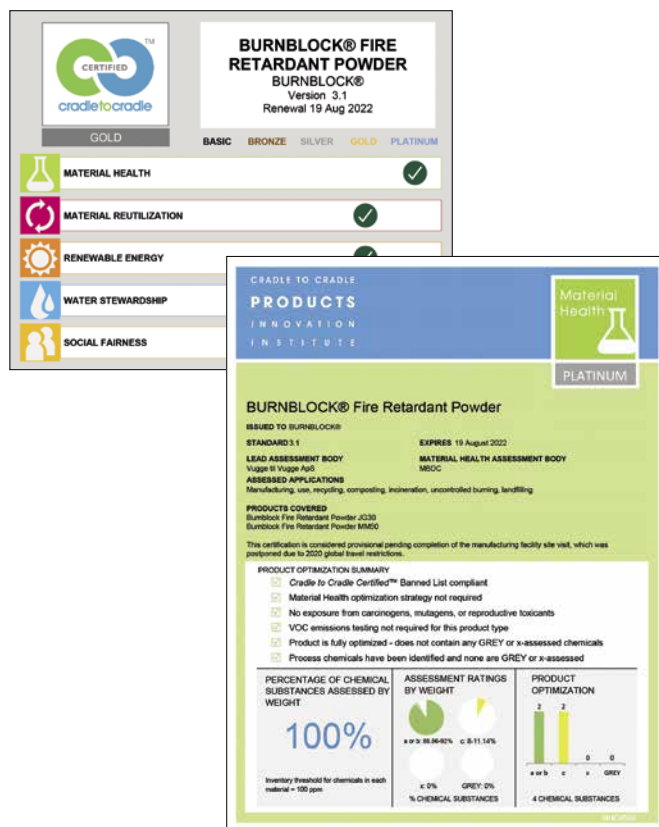 CERTIFIED
TM
cradletocradle
GOLD
BURNBLOCK® FIRE
RETARDANT POWDER
BURNBLOCK®
Version 3.1
Renewal 19 Aug 2022
BASIC BRONZE SILVER GOLD PLATINUM
MATERIAL HEALTH
MATERIAL REUTILIZATION
RENEWABLE ENERGY
WATER STEWARDSHIP
SOCIAL FAIRNESS
CRADLE TO CRADLE
PRODUCTS
INNOVATION
INSTITUTE
Material
Health
PLATINUM
BURNBLOCK® Fire Retardant Powder
ISSUED TO BURNBLOCK®
STANDARD 3.1 EXPIRES 19 August 2022
LEAD ASSESSMENT BODY MATERIAL HEALTH ASSESSMENT BODY
Vugge til Vugge ApS MBDC
ASSESSED APPLICATIONS
Manufacturing, use, recycling, composting, incineration, uncontrolled burning, landfilling
PRODUCTS COVERED
Burnblock Fire Retardant Powder JG30
Burnblock Fire Retardant Powder MM50
This certification is considered provisional pending completion of the manufacturing facility site visit, which was
postponed due to 2020 global travel restrictions.
PRODUCT OPTIMIZATION SUMMARY
Cradle to Cradle Certified™ Banned List compliant
Material Health optimization strategy not required
No exposure from carcinogens, mutagens, or reproductive toxicants
VOC emissions testing not required for this product type
Product is fully optimized - does not contain any GREY or x-assessed chemicals
Process chemicals have been identified and none are GREY or x-assessed
PERCENTAGE OF CHEMICAL
SUBSTANCES ASSESSED BY
WEIGHT
100%
Inventory threshold for chemicals in each
material = 100 ppm
ASSESSMENT RATINGS
BY WEIGHT
a or b: 88.86-92% c: 8-11.14%
x: 0% GREY: 0%
% CHEMICAL SUBSTANCES
PRODUCT
OPTIMIZATION
2 2 0 0
a or b c x GREY
4 CHEMICAL SUBSTANCES